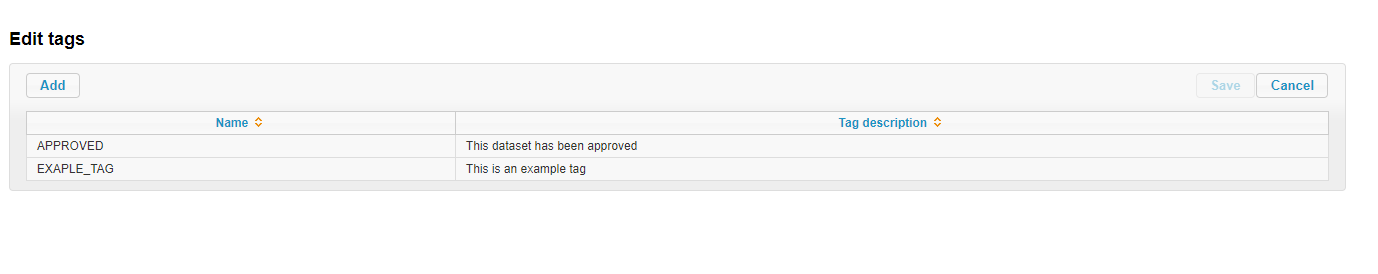 Edit tags
Add Save Cancel
Name Tag description
APPROVED This dataset has been approved
EXAPLE_TAG This is an example tag